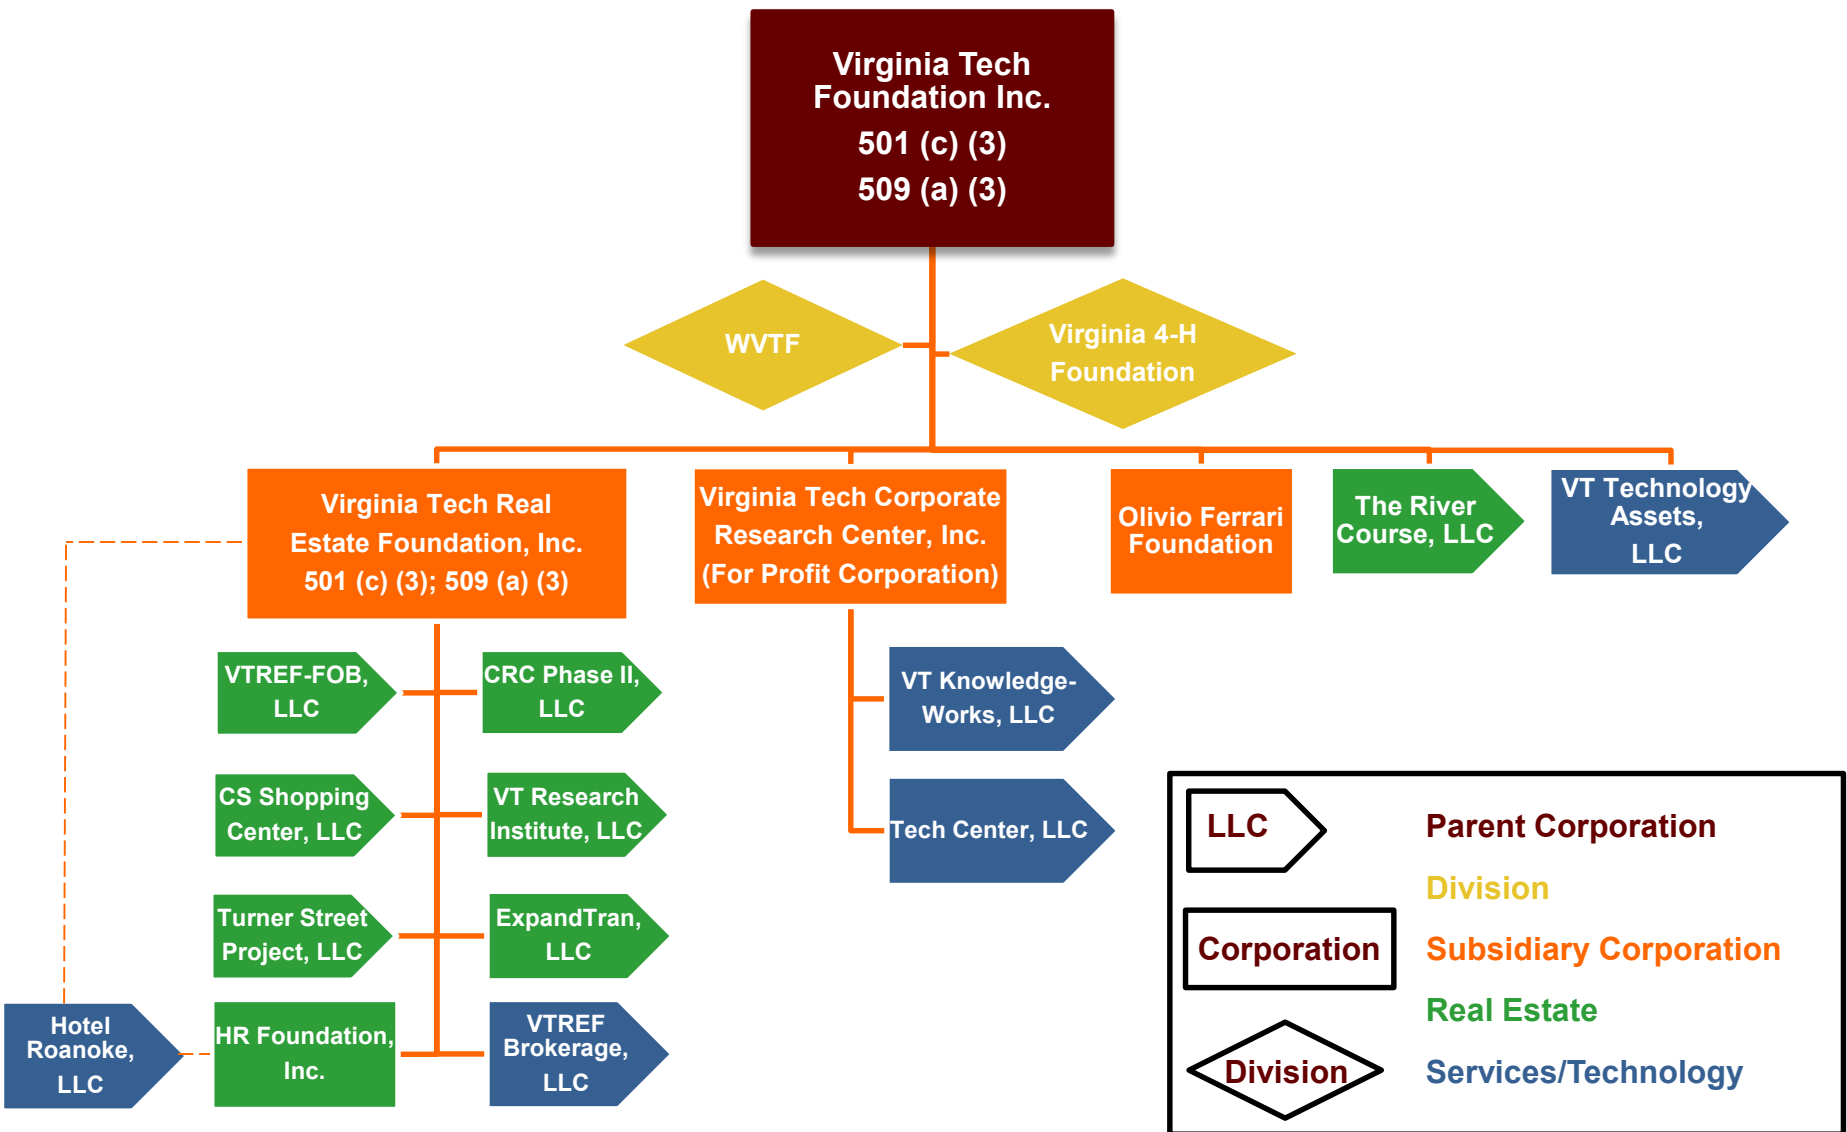 Virginia Tech
Foundation Inc.
501 (c) (3)
509 (a) (3)
WVTF
Virginia 4-H
Foundation
Virginia Tech Real
Estate Foundation, Inc.
501 (c) (3); 509 (a) (3)
Virginia Tech Corporate
Research Center, Inc.
(For Profit Corporation)
Olivio Ferrari
Foundation
The River
Course, LLC
VT Technology
Assets,
LLC
VTREF-FOB,
LLC
CRC Phase II,
LLC
VT Knowledge-
Works, LLC
CS Shopping
Center, LLC
VT Research
Institute, LLC
Tech Center, LLC
Turner Street
Project, LLC
ExpandTran,
LLC
Hotel
Roanoke,
LLC
HR Foundation,
Inc.
VTREF
Brokerage,
LLC
LLC
Parent Corporation
Division
Corporation
Subsidiary Corporation
Real Estate
Division
Services/Technology